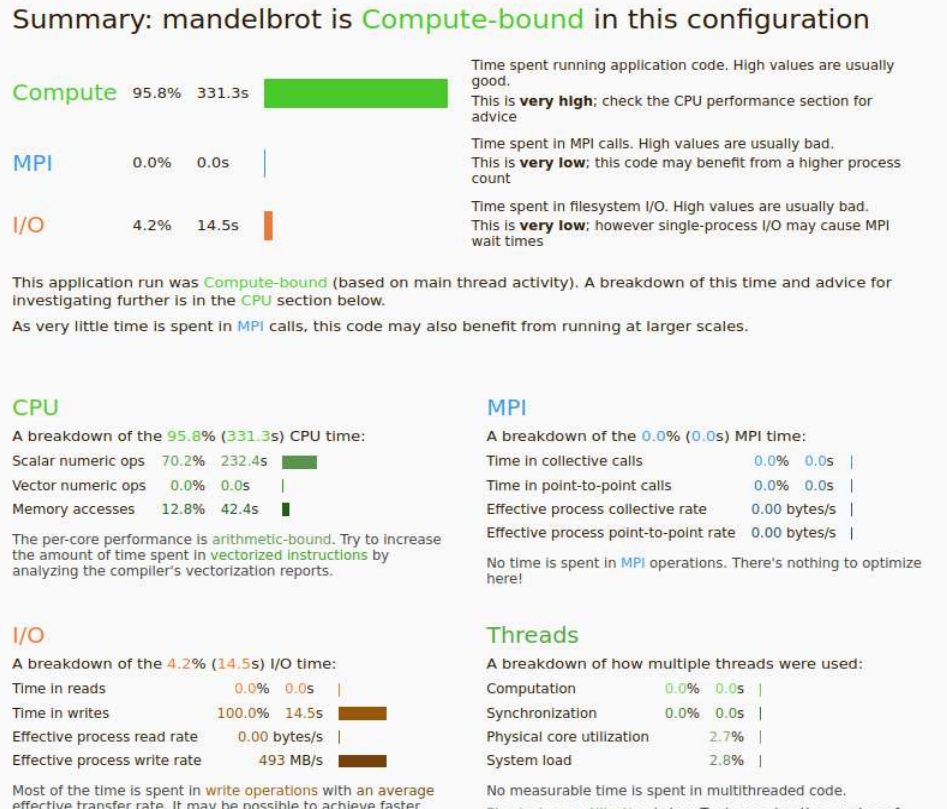 Summary: mandelbrot is Compute-bound in this configuration
Compute 95.8% 331.3s
Time spent running application code. High values are usually
good.
This is very high; check the CPU performance section for
advice
MPI 0.0% 0.0s
Time spent in MPI calls. High values are usually bad.
This is very low; this code may benefit from a higher process
count
I/O 4.2% 14.5s
Time spent in filesystem I/O. High values are usually bad.
This is very low; however single-process I/O may cause MPI
wait times
This application run was Compute-bound (based on main thread activity). A breakdown of this time and advice for
investigating further is in the CPU section below.
As very little time is spent in MPI calls, this code may also benefit from running at larger scales.
CPU
A breakdown of the 95.8% (331.3s) CPU time:
Scalar numeric ops 70.2% 232.4s
Vector numeric ops 0.0% 0.0s
Memory accesses 12.8% 42.4s
The per-core performance is arithmetic-bound. Try to increase
the amount of time spent in vectorized instructions by
analyzing the compiler's vectorization reports.
MPI
A breakdown of the 0.0% (0.0s) MPI time:
Time in collective calls 0.0% 0.0s
Time in point-to-point calls 0.0% 0.0s
Effective process collective rate 0.00 bytes/s
Effective process point-to-point rate 0.00 bytes/s
No time is spent in MPI operations. There's nothing to optimize
here!
I/O
A breakdown of the 4.2% (14.5s) I/O time:
Time in reads 0.0% 0.0s
Time in writes 100.0% 14.5s
Effective process read rate 0.00 bytes/s
Effective process write rate 493 MB/s
Most of the time is spent in write operations with an average
effective transfer rate. It may be possible to achieve faster
Threads
A breakdown of how multiple threads were used:
Computation 0.0% 0.0s
Synchronization 0.0% 0.0s
Physical core utilization 2.7%
System load 2.8%
No measurable time is spent in multithreaded code.